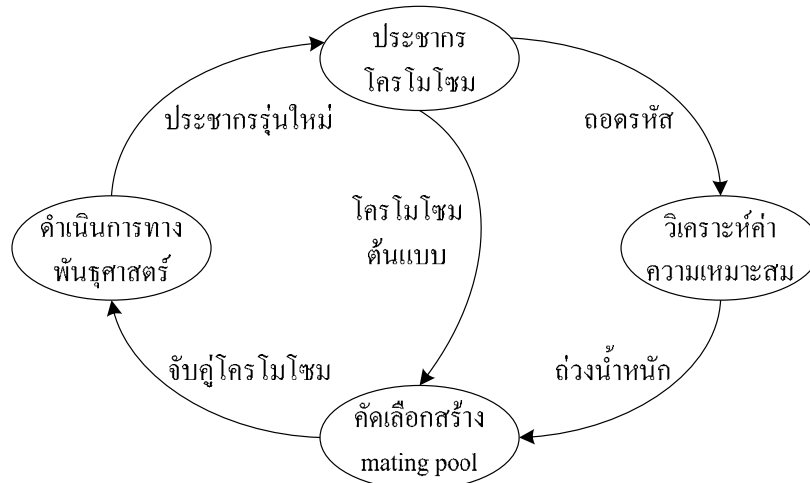 ประชากร
โครโมโซม
ประชากรรุ่นใหม่
ถอดรหัส
โครโมโซม
ต้นแบบ
ดำเนินการทาง
พันธุศาสตร์
วิเคราะห์ค่า
ความเหมาะสม
จับคู่โครโมโซม
ถ่วงน้ำหนัก
คัดเลือกสร้าง
mating pool